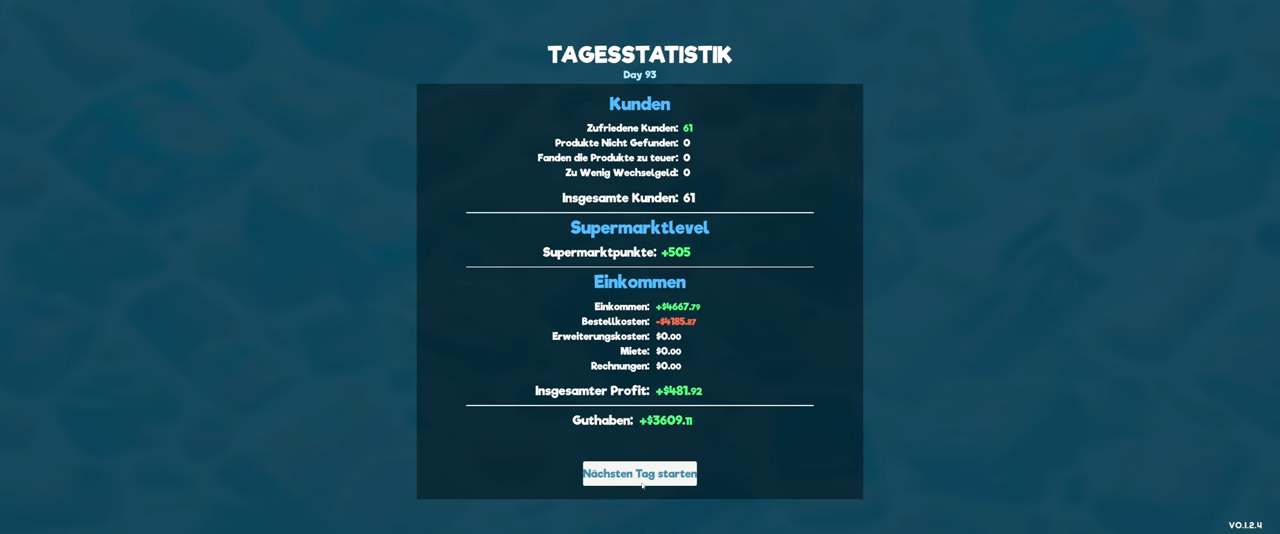 TAGESSTATISTIK
Day 93
Kunden
Zufriedene Kunden: 61
Produkte Nicht Gefunden: 0
Fanden die Produkte zu teuer: 0
Zu Wenig Wechselgeld: 0
Insgesamte Kunden: 61
Supermarktlevel
Supermarktpunkte: +505
Einkommen
Einkommen: +$4667.79
Bestellkosten: -$4185.87
Erweiterungskosten: $0.00
Miete: $0.00
Rechnungen: $0.00
Insgesamter Profit: +$481.92
Guthaben: +$3609.11
Nächsten Tag starten
V0.1.2.4